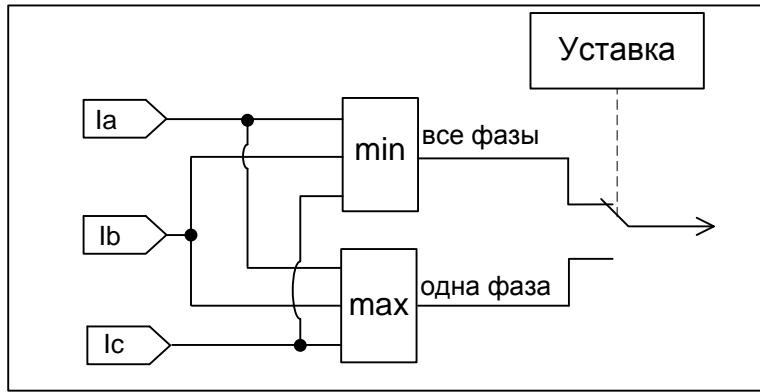 Уставка
Ia
min
все фазы
Ib
max
одна фаза
Ic